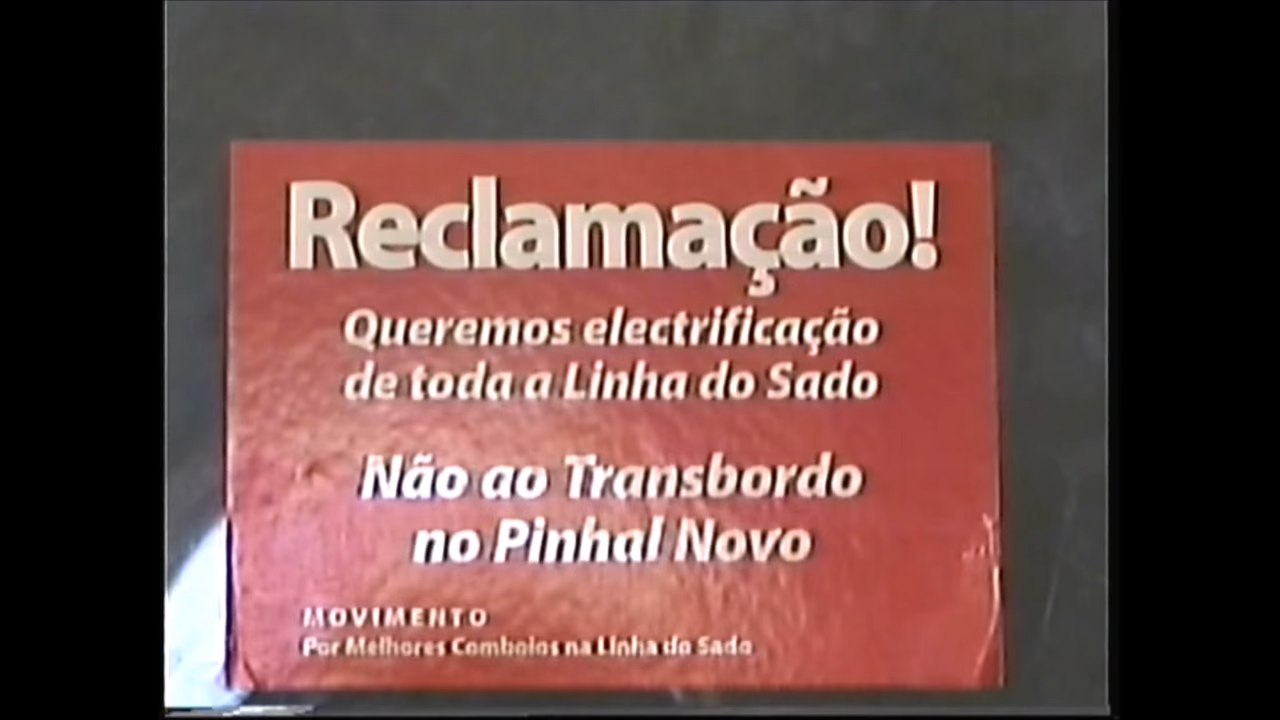 Reclamação!
Queremos electrificação
de toda a Linha do Sado
Não ao Transbordo
no Pinhal Novo
MOVIMENTO
Por Melhores Comboios na Linha do Sado